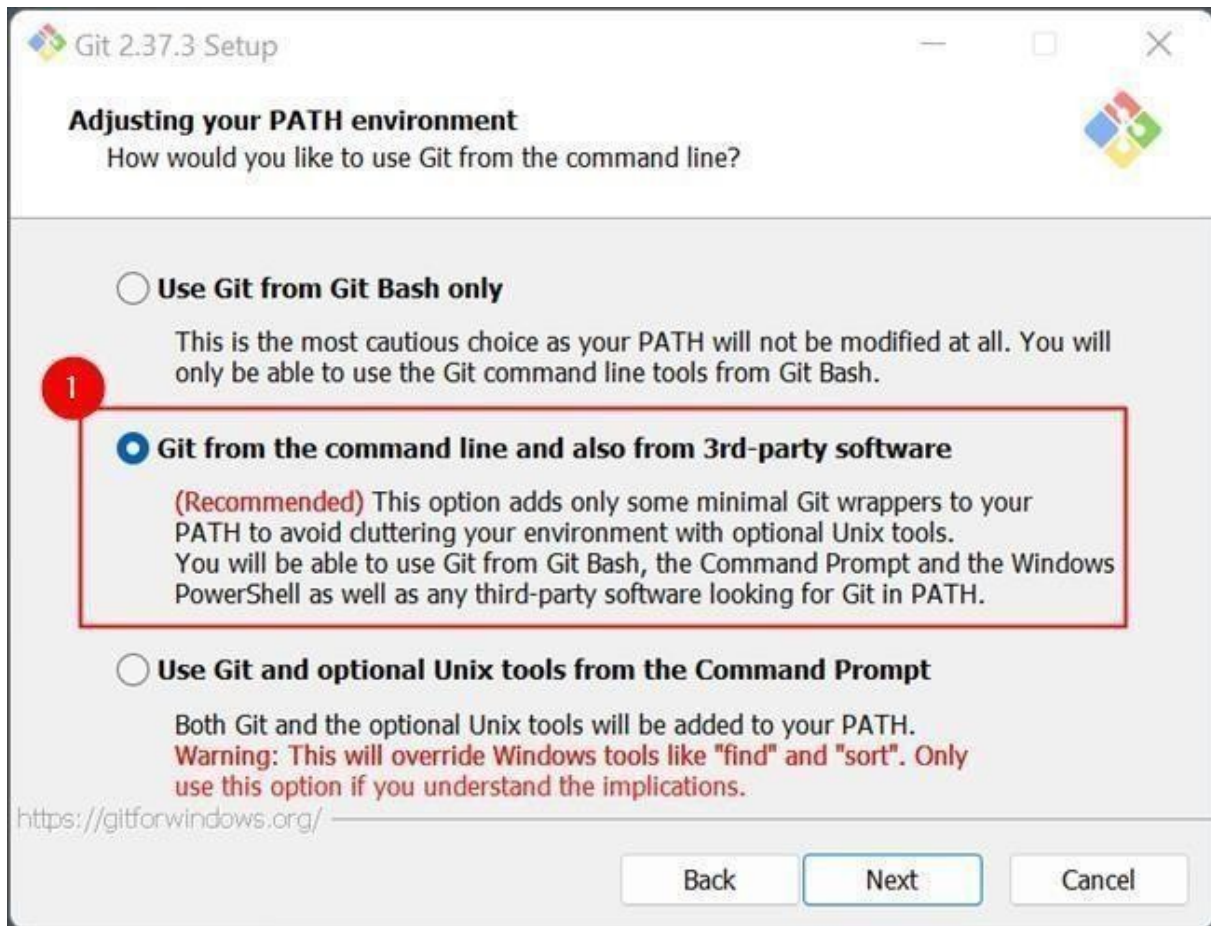 Git 2.37.3 Setup
Adjusting your PATH environment
How would you like to use Git from the command line?
Use Git from Git Bash only
This is the most cautious choice as your PATH will not be modified at all. You will
only be able to use the Git command line tools from Git Bash.
1
Git from the command line and also from 3rd-party software
(Recommended) This option adds only some minimal Git wrappers to your
PATH to avoid cluttering your environment with optional Unix tools.
You will be able to use Git from Git Bash, the Command Prompt and the Windows
PowerShell as well as any third-party software looking for Git in PATH.
Use Git and optional Unix tools from the Command Prompt
Both Git and the optional Unix tools will be added to your PATH.
Warning: This will override Windows tools like "find" and "sort". Only
use this option if you understand the implications.
https://gitforwindows.org/
Back Next Cancel